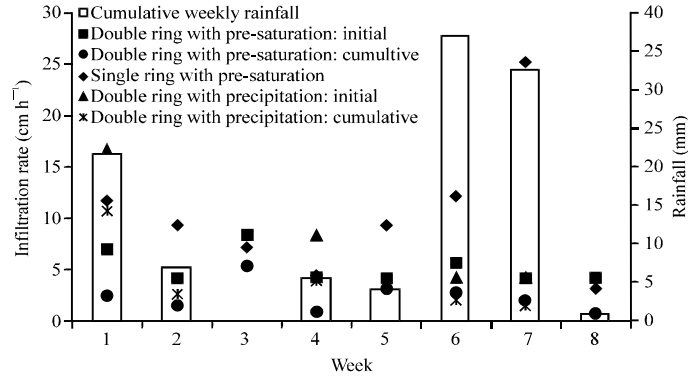 Cumulative weekly rainfall
Double ring with pre-saturation: initial
Double ring with pre-saturation: cumultive
Single ring with pre-saturation
Double ring with precipitation: initial
Double ring with precipitation: cumulative
Infiltration rate (cm h⁻¹)
30
25
20
15
10
5
0
40
35
30
25
20
15
10
5
0
Rainfall (mm)
1 2 3 4 5 6 7 8
Week